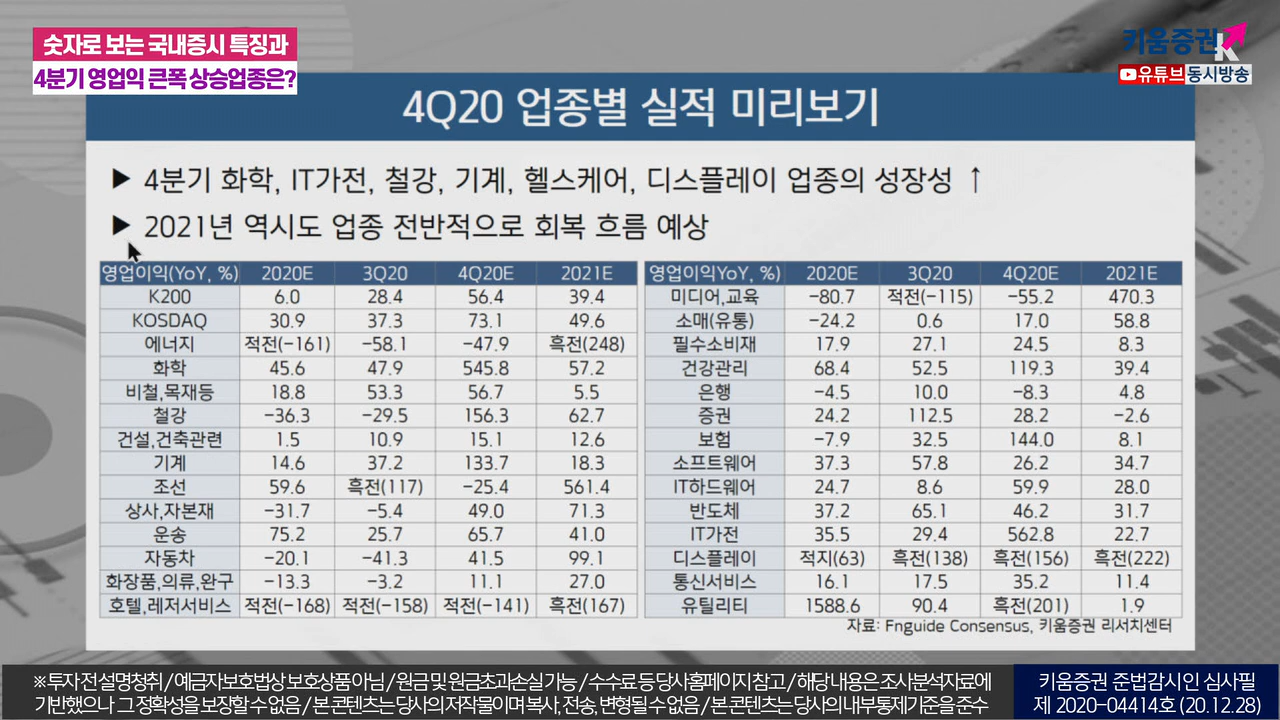 숫자로 보는 국내증시 특징과
4분기 영업익 큰폭 상승업종은?
키움증권
유튜브동시방송
4Q20 업종별 실적 미리보기
▶ 4분기 화학, IT가전, 철강, 기계, 헬스케어, 디스플레이 업종의 성장성 ↑
▶ 2021년 역시도 업종 전반적으로 회복 흐름 예상
영업이익(YoY, %) 2020E 3Q20 4Q20E 2021E
K200 6.0 28.4 56.4 39.4
KOSDAQ 30.9 37.3 73.1 49.6
에너지 적전(-161) -58.1 -47.9 흑전(248)
화학 45.6 47.9 545.8 57.2
비철,목재등 18.8 53.3 56.7 5.5
철강 -36.3 -29.5 156.3 62.7
건설,건축관련 1.5 10.9 15.1 12.6
기계 14.6 37.2 133.7 18.3
조선 59.6 흑전(117) -25.4 561.4
상사,자본재 -31.7 -5.4 49.0 71.3
운송 75.2 25.7 65.7 41.0
자동차 -20.1 -41.3 41.5 99.1
화장품,의류,완구 -13.3 -3.2 11.1 27.0
호텔,레저서비스 적전(-168) 적전(-158) 적전(-141) 흑전(167)
영업이익YoY, %) 2020E 3Q20 4Q20E 2021E
미디어,교육 -80.7 적전(-115) -55.2 470.3
소매(유통) -24.2 0.6 17.0 58.8
필수소비재 17.9 27.1 24.5 8.3
건강관리 68.4 52.5 119.3 39.4
은행 -4.5 10.0 -8.3 4.8
증권 24.2 112.5 28.2 -2.6
보험 -7.9 32.5 144.0 8.1
소프트웨어 37.3 57.8 26.2 34.7
IT하드웨어 24.7 8.6 59.9 28.0
반도체 37.2 65.1 46.2 31.7
IT가전 35.5 29.4 562.8 22.7
디스플레이 적지(63) 흑전(138) 흑전(156) 흑전(222)
통신서비스 16.1 17.5 35.2 11.4
유틸리티 1588.6 90.4 흑전(201) 1.9
자료: Fnguide Consensus, 키움증권 리서치센터
※ 투자 전 설명청취 / 예금자보호법상 보호상품 아님 / 원금 및 원금초과손실 가능 / 수수료 등 당사홈페이지 참고 / 해당 내용은 조사분석자료에
기반했으나 그 정확성을 보장할 수 없음 / 본 콘텐츠는 당사의 저작물이며 복사, 전송, 변형될 수 없음 / 본 콘텐츠는 당사의 내부통제기준을 준수
키움증권 준법감시인 심사필
제 2020-04414호 (20.12.28)